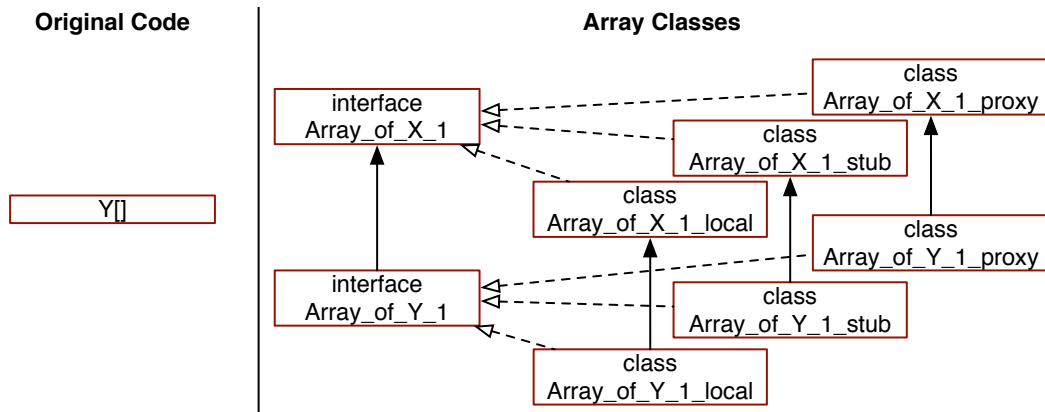 Original Code
Array Classes
Y[]
interface
Array_of_X_1
class
Array_of_X_1_proxy
class
Array_of_X_1_stub
class
Array_of_X_1_local
class
Array_of_Y_1_proxy
interface
Array_of_Y_1
class
Array_of_Y_1_stub
class
Array_of_Y_1_local